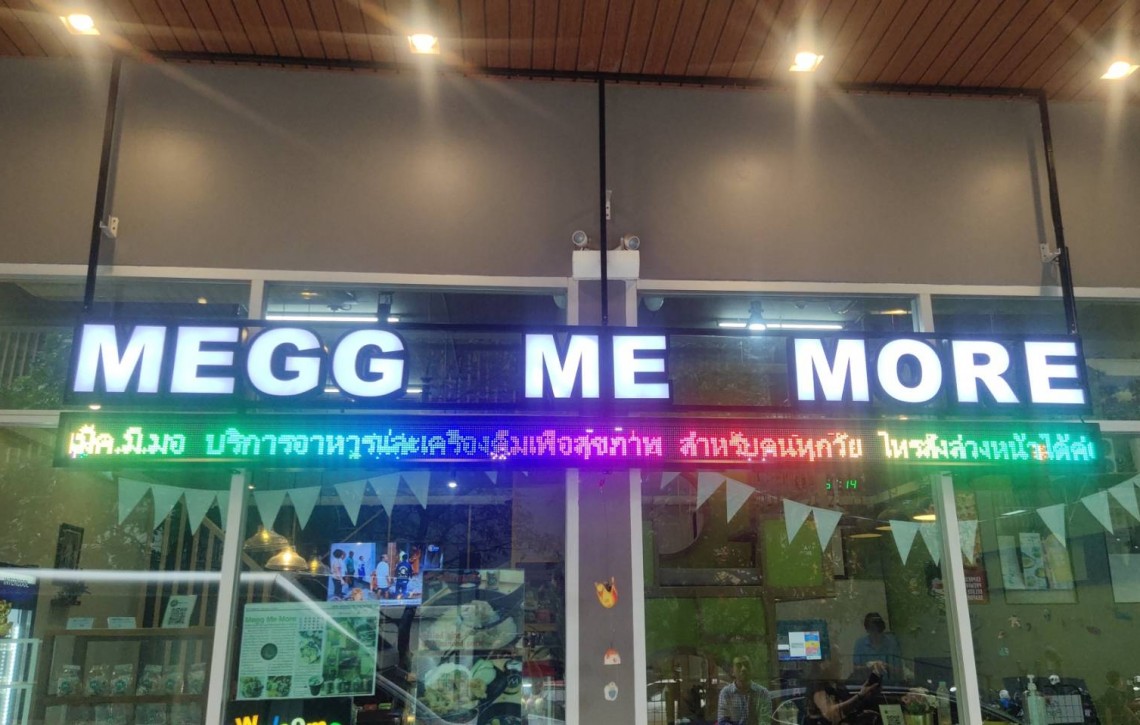 MEGG ME MORE
เม็ค.มี.มอ บริการอาหารและเครื่องดื่มเพื่อสุขภาพ สำหรับคนทุกวัย โทรสั่งล่วงหน้าได้ค่ะ
Megg Me More
Welcome